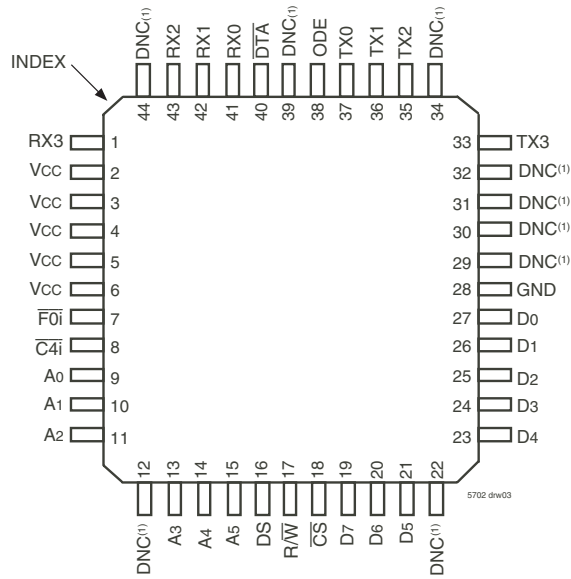 DNC(1) RX2 RX1 RX0 DTA DNC(1) ODE TX0 TX1 TX2 DNC(1)
INDEX
44 43 42 41 40 39 38 37 36 35 34
RX3 1 33 TX3
VCC 2 32 DNC(1)
VCC 3 31 DNC(1)
VCC 4 30 DNC(1)
VCC 5 29 DNC(1)
VCC 6 28 GND
F0i 7 27 D0
C4i 8 26 D1
A0 9 25 D2
A1 10 24 D3
A2 11 23 D4
12 13 14 15 16 17 18 19 20 21 22
5702 drw03
DNC(1) A3 A4 A5 DS R/W CS D7 D6 D5 DNC(1)